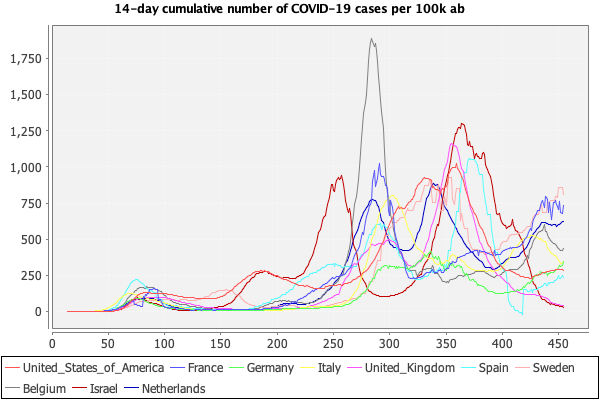 14-day cumulative number of COVID-19 cases per 100k ab
1,750
1,500
1,250
1,000
750
500
250
0
0 50 100 150 200 250 300 350 400 450
United_States_of_America France Germany Italy United_Kingdom Spain Sweden
Belgium Israel Netherlands